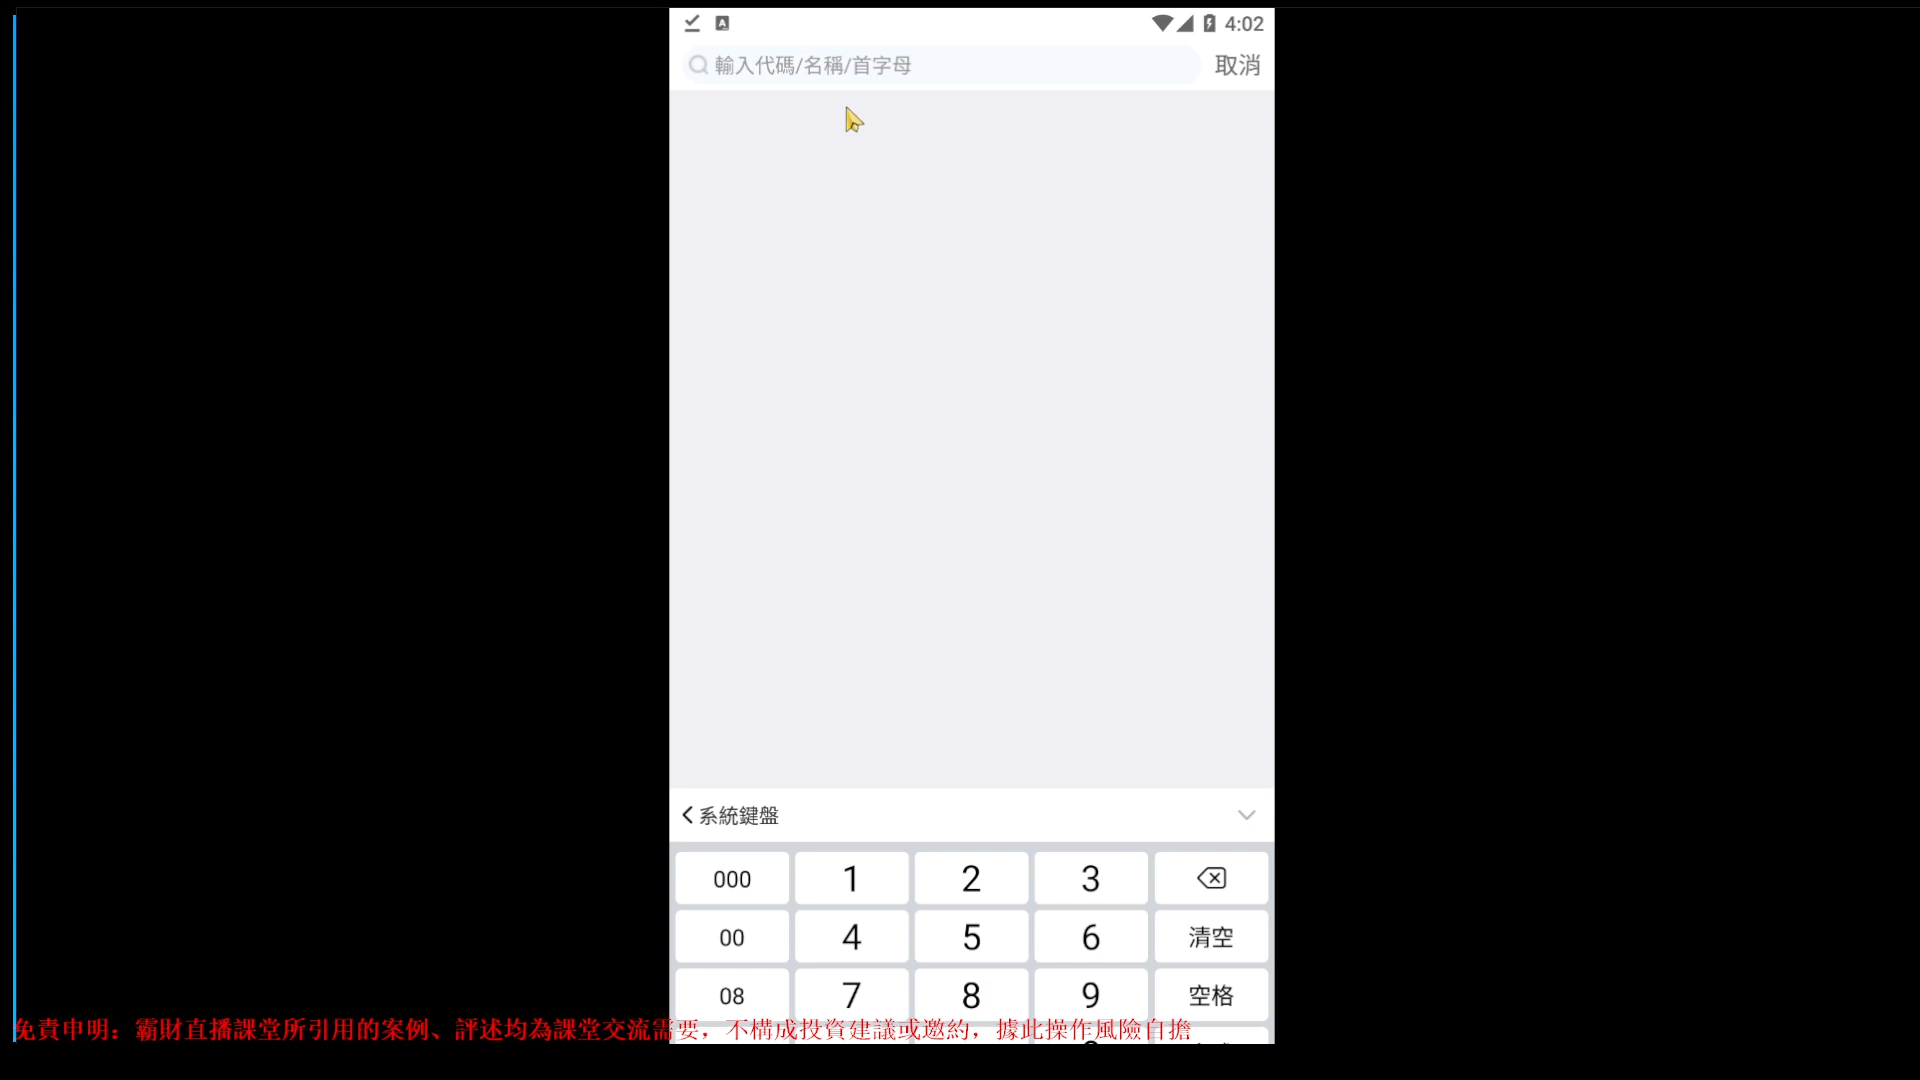 4:02
輸入代碼/名稱/首字母
取消
系統鍵盤
000 1 2 3
00 4 5 6 清空
08 7 8 9 空格
免責申明：霸財直播課堂所引用的案例、評述均為課堂交流需要，不構成投資建議或邀約，據此操作風險自擔